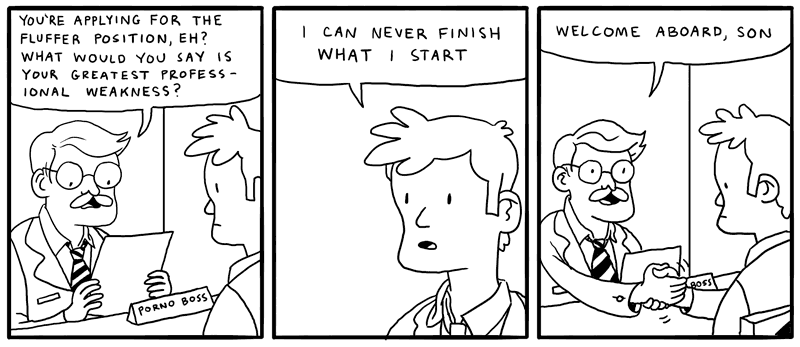 YOU'RE APPLYING FOR THE
FLUFFER POSITION, EH?
WHAT WOULD YOU SAY IS
YOUR GREATEST PROFESS-
IONAL WEAKNESS?
PORNO BOSS
I CAN NEVER FINISH
WHAT I START
WELCOME ABOARD, SON
BOSS